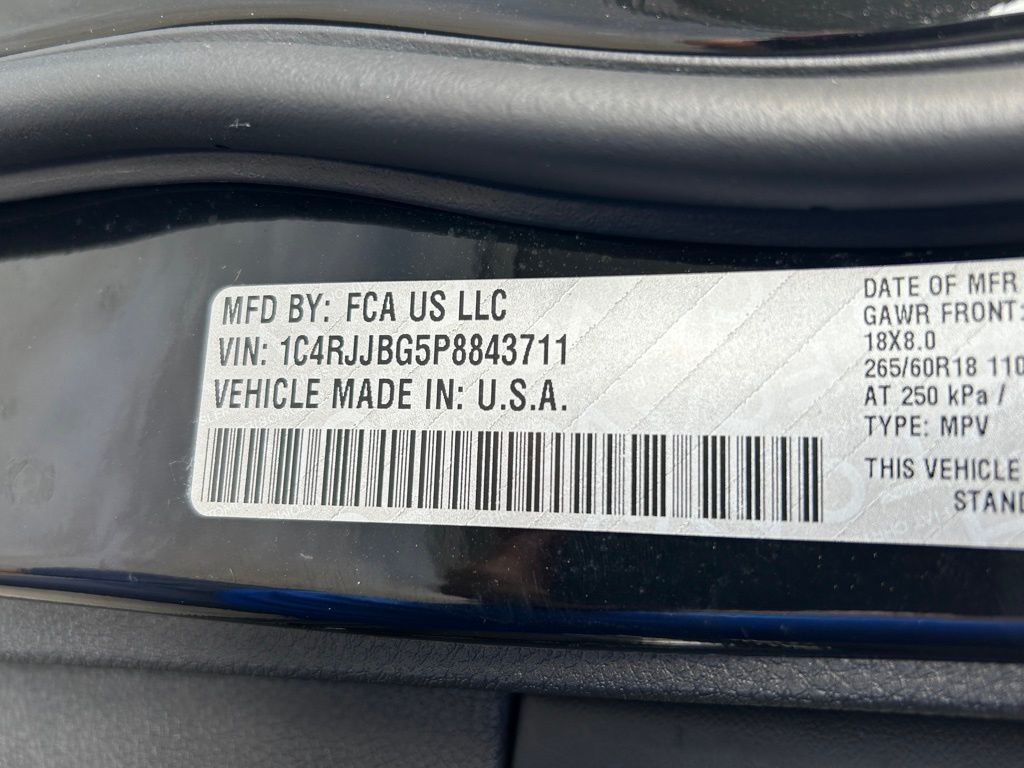 MFD BY: FCA US LLC
VIN: 1C4RJJBG5P8843711
VEHICLE MADE IN: U.S.A.
DATE OF MFR
GAWR FRONT:
18X8.0
265/60R18 110
AT 250 kPa /
TYPE: MPV
THIS VEHICLE
STAND